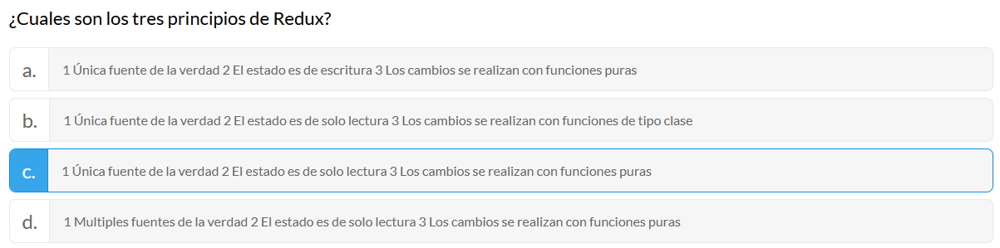 ¿Cuales son los tres principios de Redux?
a. 1 Única fuente de la verdad 2 El estado es de escritura 3 Los cambios se realizan con funciones puras
b. 1 Única fuente de la verdad 2 El estado es de solo lectura 3 Los cambios se realizan con funciones de tipo clase
c. 1 Única fuente de la verdad 2 El estado es de solo lectura 3 Los cambios se realizan con funciones puras
d. 1 Multiples fuentes de la verdad 2 El estado es de solo lectura 3 Los cambios se realizan con funciones puras